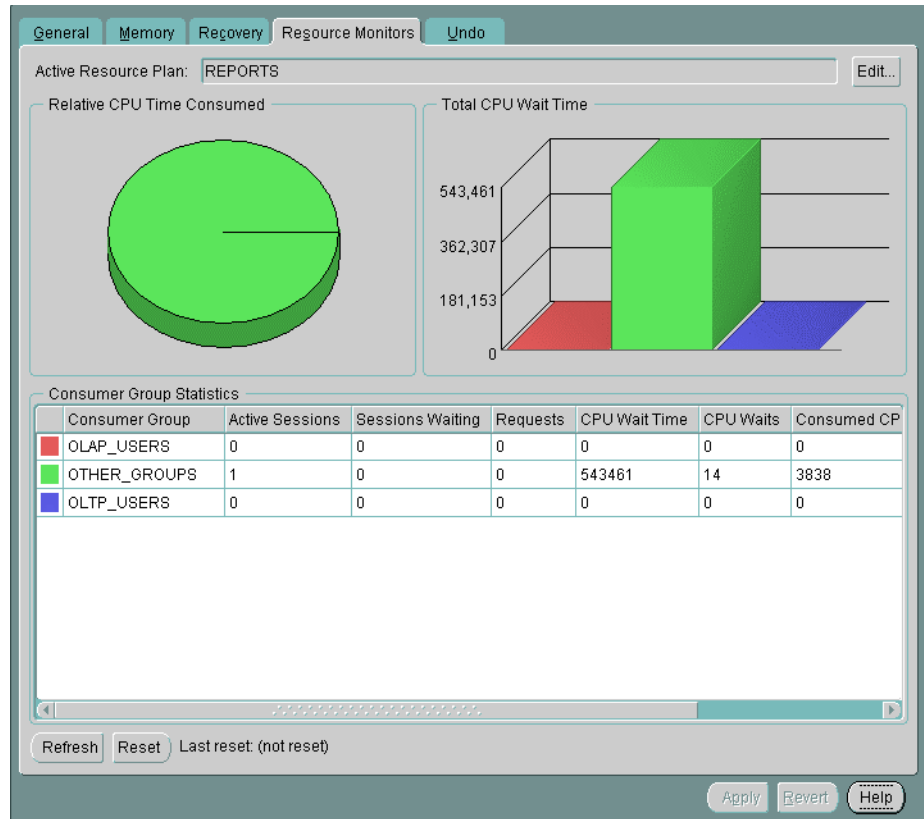 General Memory Recovery Resource Monitors Undo
Active Resource Plan: REPORTS Edit...
Relative CPU Time Consumed
Total CPU Wait Time
543,461
362,307
181,153
0
Consumer Group Statistics
Consumer Group Active Sessions Sessions Waiting Requests CPU Wait Time CPU Waits Consumed CP
OLAP_USERS 0 0 0 0 0 0
OTHER_GROUPS 1 0 0 543461 14 3838
OLTP_USERS 0 0 0 0 0 0
Refresh Reset Last reset: (not reset)
Apply Revert Help